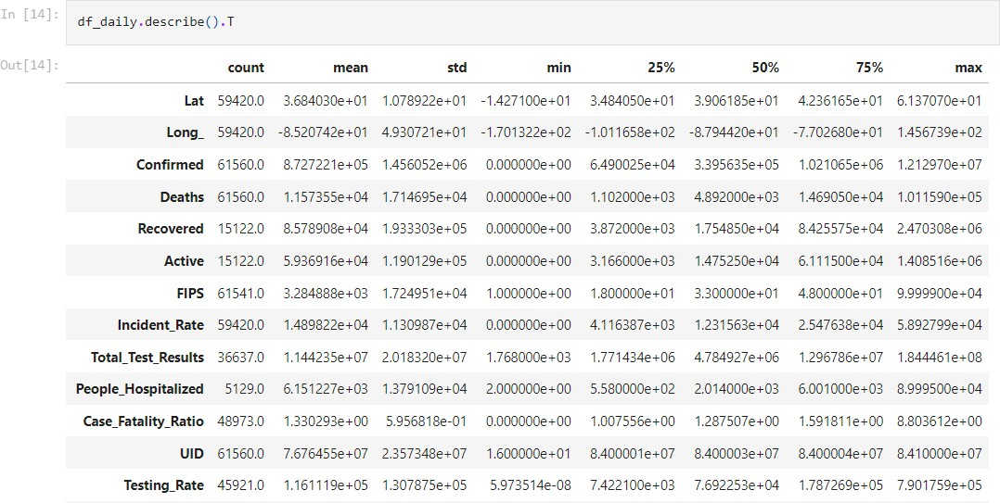 In [14]: df_daily.describe().T
Out[14]:
count mean std min 25% 50% 75% max
Lat 59420.0 3.684030e+01 1.078922e+01 -1.427100e+01 3.484050e+01 3.906185e+01 4.236165e+01 6.137070e+01
Long_ 59420.0 -8.520742e+01 4.930721e+01 -1.701322e+02 -1.011658e+02 -8.794420e+01 -7.702680e+01 1.456739e+02
Confirmed 61560.0 8.727221e+05 1.456052e+06 0.000000e+00 6.490025e+04 3.395635e+05 1.021065e+06 1.212970e+07
Deaths 61560.0 1.157355e+04 1.714695e+04 0.000000e+00 1.102000e+03 4.892000e+03 1.469050e+04 1.011590e+05
Recovered 15122.0 8.578908e+04 1.933303e+05 0.000000e+00 3.872000e+03 1.754850e+04 8.425575e+04 2.470308e+06
Active 15122.0 5.936916e+04 1.190129e+05 0.000000e+00 3.166000e+03 1.475250e+04 6.111500e+04 1.408516e+06
FIPS 61541.0 3.284888e+03 1.724951e+04 1.000000e+00 1.800000e+01 3.300000e+01 4.800000e+01 9.999900e+04
Incident_Rate 59420.0 1.489822e+04 1.130987e+04 0.000000e+00 4.116387e+03 1.231563e+04 2.547638e+04 5.892799e+04
Total_Test_Results 36637.0 1.144235e+07 2.018320e+07 1.768000e+03 1.771434e+06 4.784927e+06 1.296786e+07 1.844461e+08
People_Hospitalized 5129.0 6.151227e+03 1.379109e+04 2.000000e+00 5.580000e+02 2.014000e+03 6.001000e+03 8.999500e+04
Case_Fatality_Ratio 48973.0 1.330293e+00 5.956818e-01 0.000000e+00 1.007556e+00 1.287507e+00 1.591811e+00 8.803612e+00
UID 61560.0 7.676455e+07 2.357348e+07 1.600000e+01 8.400001e+07 8.400003e+07 8.400004e+07 8.410000e+07
Testing_Rate 45921.0 1.161119e+05 1.307875e+05 5.973514e-08 7.422100e+03 7.692253e+04 1.787269e+05 7.901759e+05